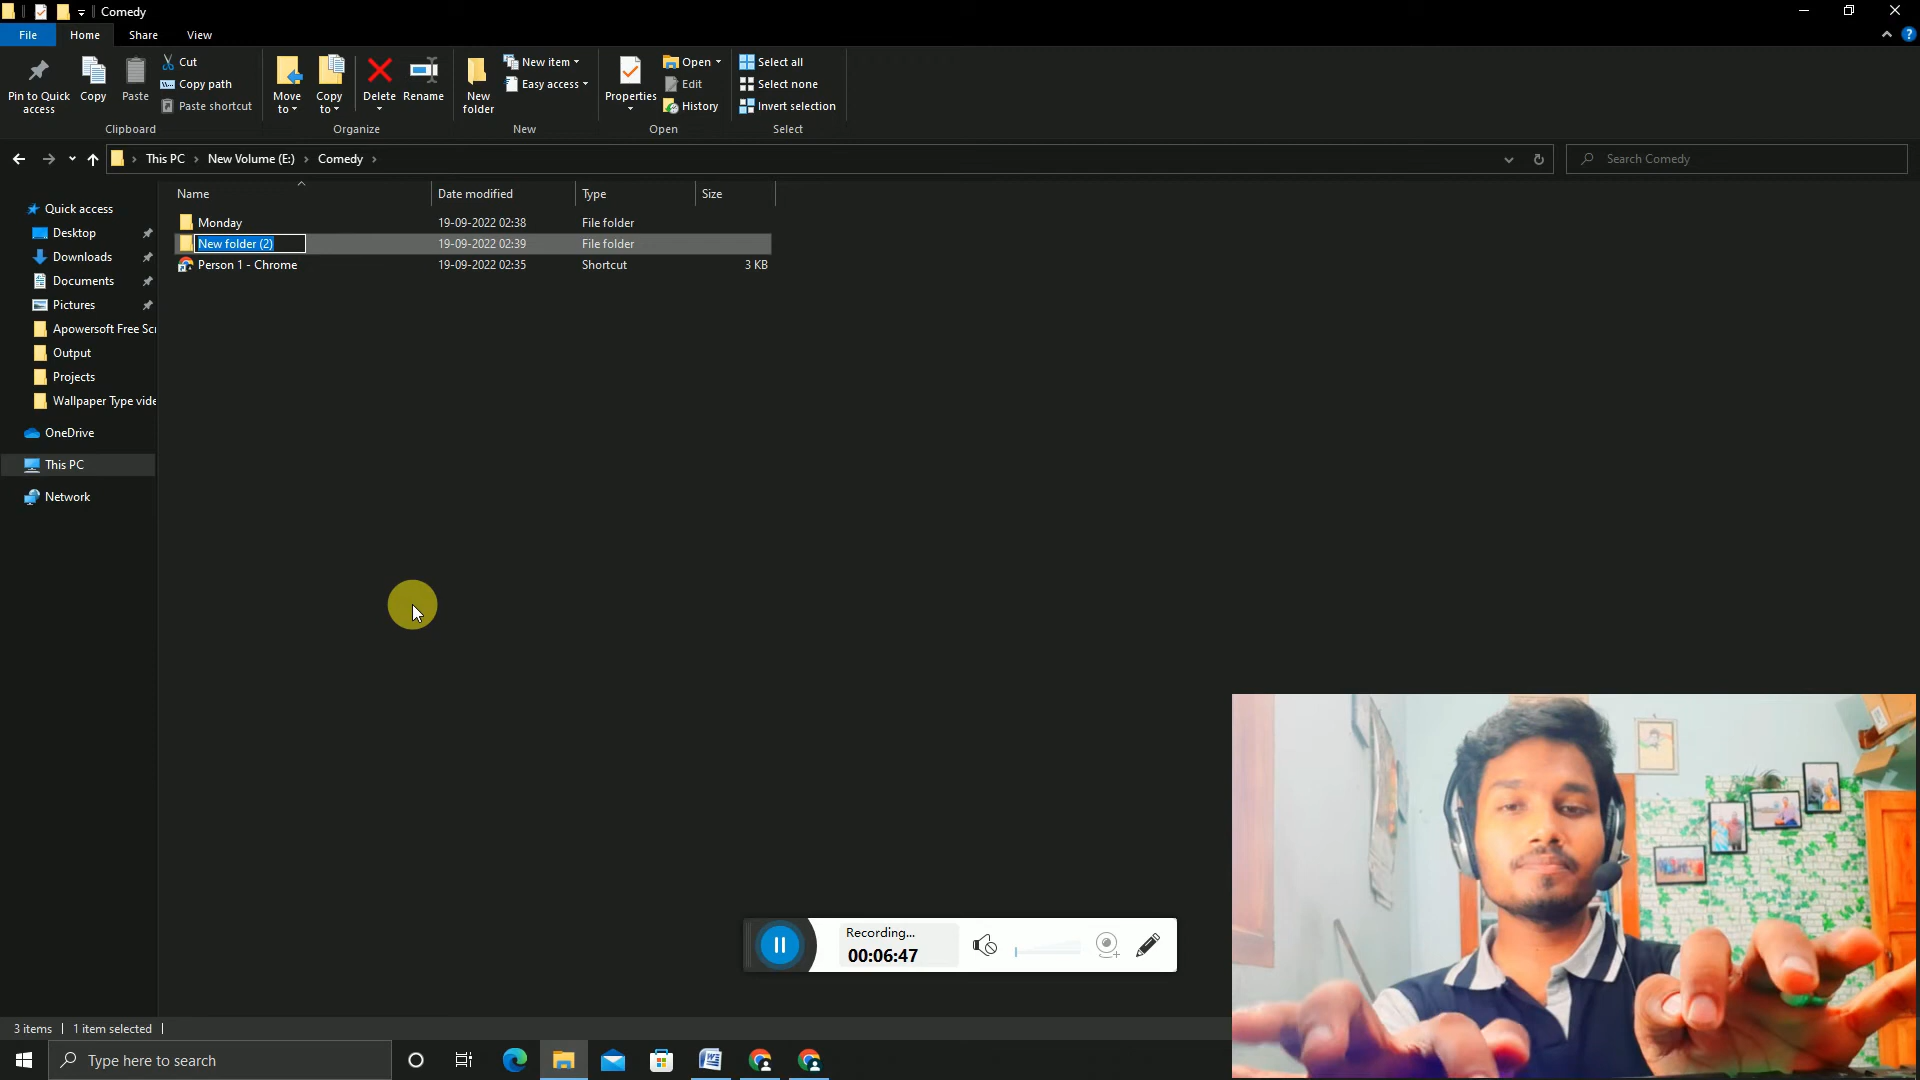 Comedy
File Home Share View
Pin to Quick access
Copy
Paste
Cut
Copy path
Paste shortcut
Clipboard
Move to
Copy to
Delete
Rename
Organize
New folder
New item
Easy access
New
Properties
Open
Edit
History
Open
Select all
Select none
Invert selection
Select
This PC New Volume (E:) Comedy
Search Comedy
Name Date modified Type Size
Monday 19-09-2022 02:38 File folder
New folder (2) 19-09-2022 02:39 File folder
Person 1 - Chrome 19-09-2022 02:35 Shortcut 3 KB
Quick access
Desktop
Downloads
Documents
Pictures
Apowersoft Free Scr
Output
Projects
Wallpaper Type vide
OneDrive
This PC
Network
Recording...
00:06:47
3 items 1 item selected
Type here to search